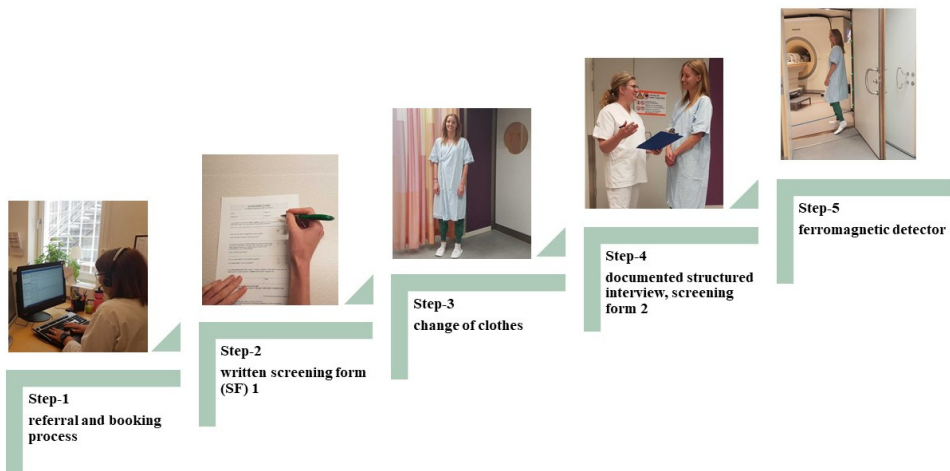 Step-1
referral and booking
process
Step-2
written screening form
(SF) 1
Step-3
change of clothes
Step-4
documented structured
interview, screening
form 2
Step-5
ferromagnetic detector